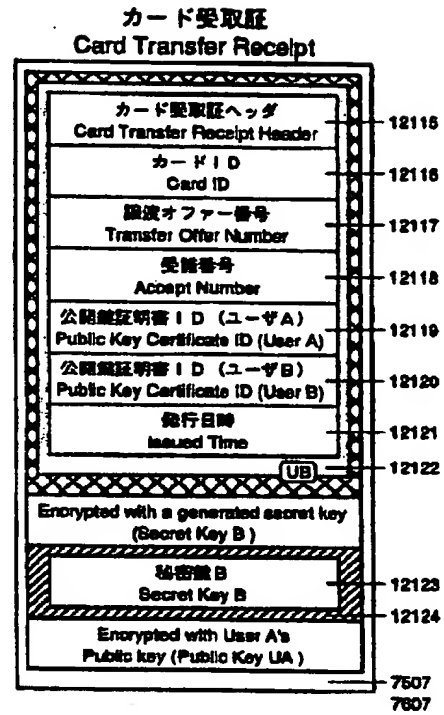 カード受取証
Card Transfer Receipt
カード受取証ヘッダ
Card Transfer Receipt Header
12115
カードID
Card ID
12116
譲渡オファー番号
Transfer Offer Number
12117
受諾番号
Accept Number
12118
公開鍵証明書ID(ユーザA)
Public Key Certificate ID (User A)
12119
公開鍵証明書ID(ユーザB)
Public Key Certificate ID (User B)
12120
発行日時
Issued Time
12121
UB
12122
Encrypted with a generated secret key
(Secret Key B )
秘密鍵B
Secret Key B
12123
12124
Encrypted with User A's
Public key (Public Key UA )
7507
7607